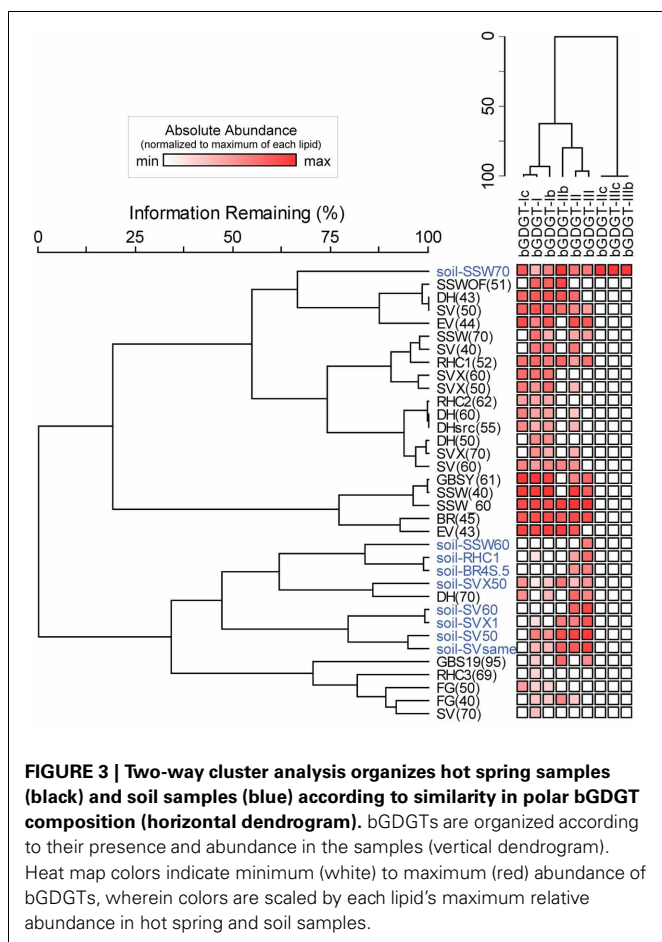 0
50
100
Absolute Abundance
(normalized to maximum of each lipid)
min max
Information Remaining (%)
0 25 50 75 100
bGDGT-Ic
bGDGT-I
bGDGT-Ib
bGDGT-IIb
bGDGT-II
bGDGT-III
bGDGT-IIc
bGDGT-IIIc
bGDGT-IIIb
soil-SSW70
SSWOF(51)
DH(43)
SV(50)
EV(44)
SSW(70)
SV(40)
RHC1(52)
SVX(60)
SVX(50)
RHC2(62)
DH(60)
DHsrc(55)
DH(50)
SVX(70)
SV(60)
GBSY(61)
SSW(40)
SSW 60
BR(45)
EV(43)
soil-SSW60
soil-RHC1
soil-BR4S.5
soil-SVX50
DH(70)
soil-SV60
soil-SVX1
soil-SV50
soil-SVsame
GBS19(95)
RHC3(69)
FG(50)
FG(40)
SV(70)
FIGURE 3 | Two-way cluster analysis organizes hot spring samples
(black) and soil samples (blue) according to similarity in polar bGDGT
composition (horizontal dendrogram). bGDGTs are organized according
to their presence and abundance in the samples (vertical dendrogram).
Heat map colors indicate minimum (white) to maximum (red) abundance of
bGDGTs, wherein colors are scaled by each lipid's maximum relative
abundance in hot spring and soil samples.